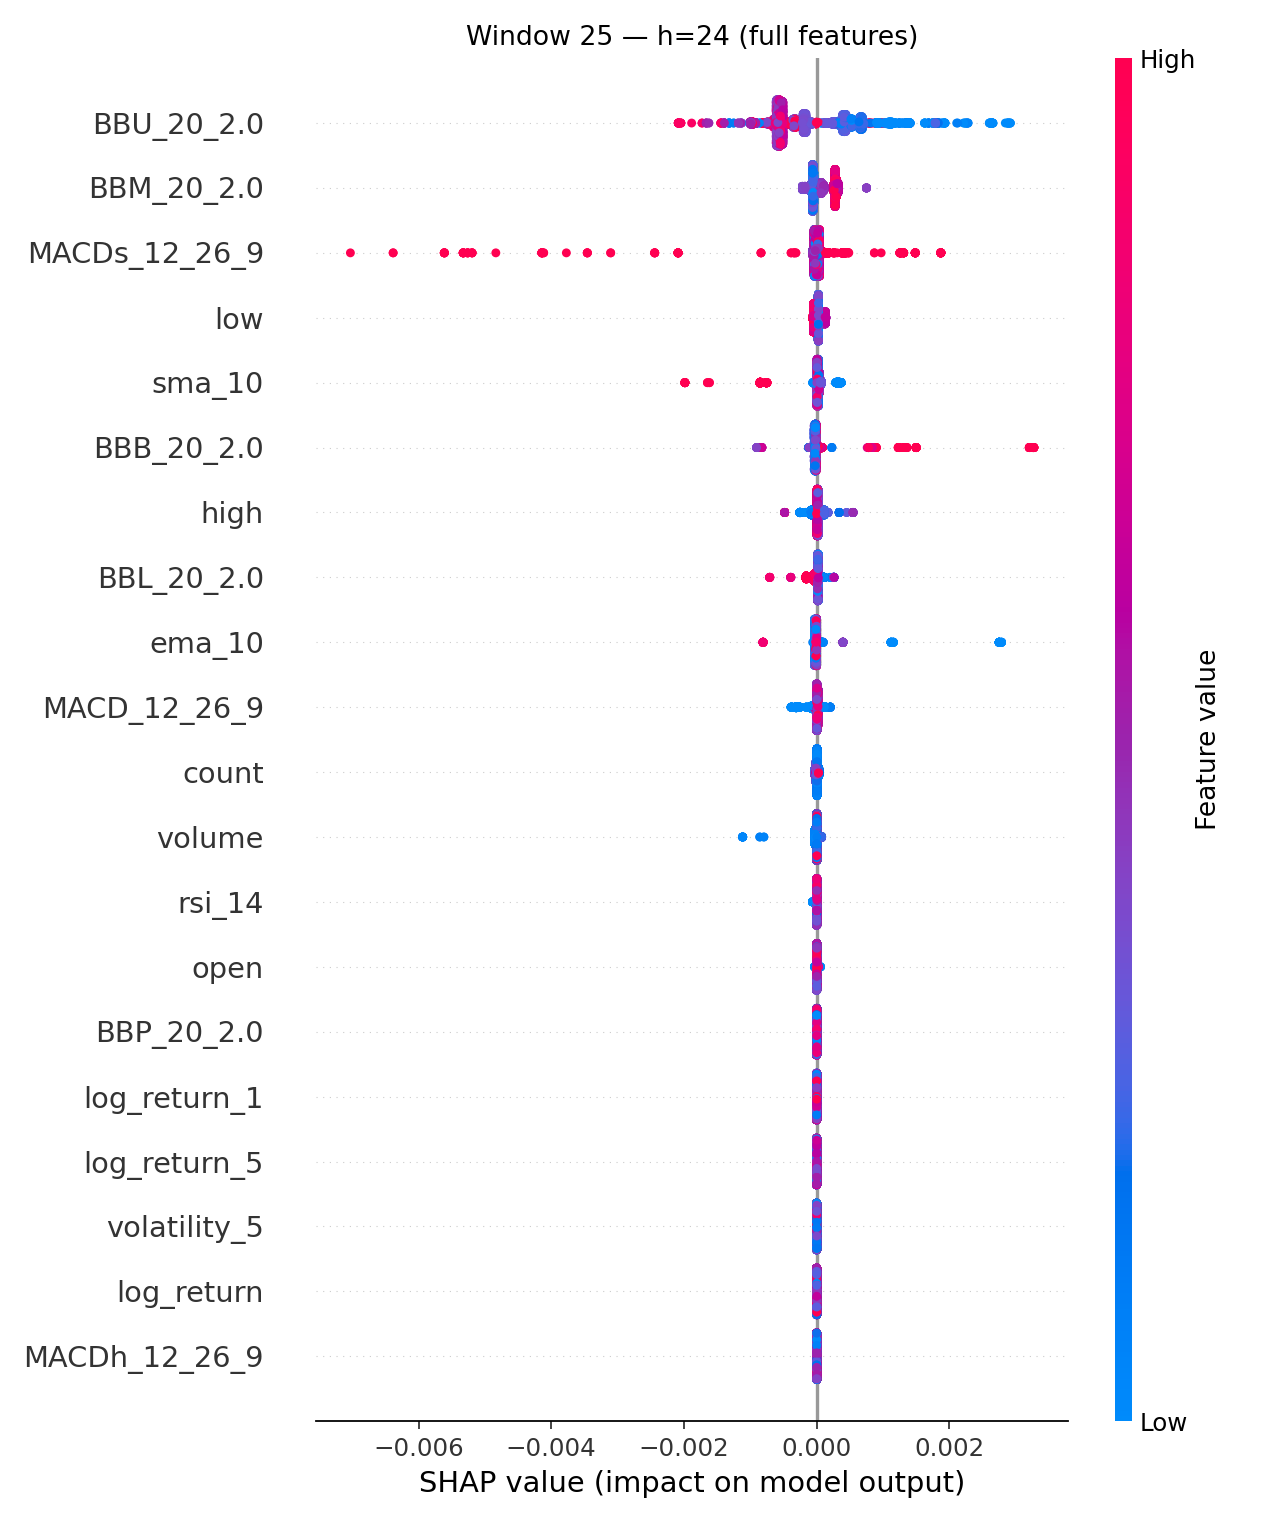 Window 25 — h=24 (full features)
High
BBU_20_2.0
BBM_20_2.0
MACDs_12_26_9
low
sma_10
BBB_20_2.0
high
BBL_20_2.0
ema_10
MACD_12_26_9
count
volume
rsi_14
open
BBP_20_2.0
log_return_1
log_return_5
volatility_5
log_return
MACDh_12_26_9
Feature value
Low
−0.006 −0.004 −0.002 0.000 0.002
SHAP value (impact on model output)